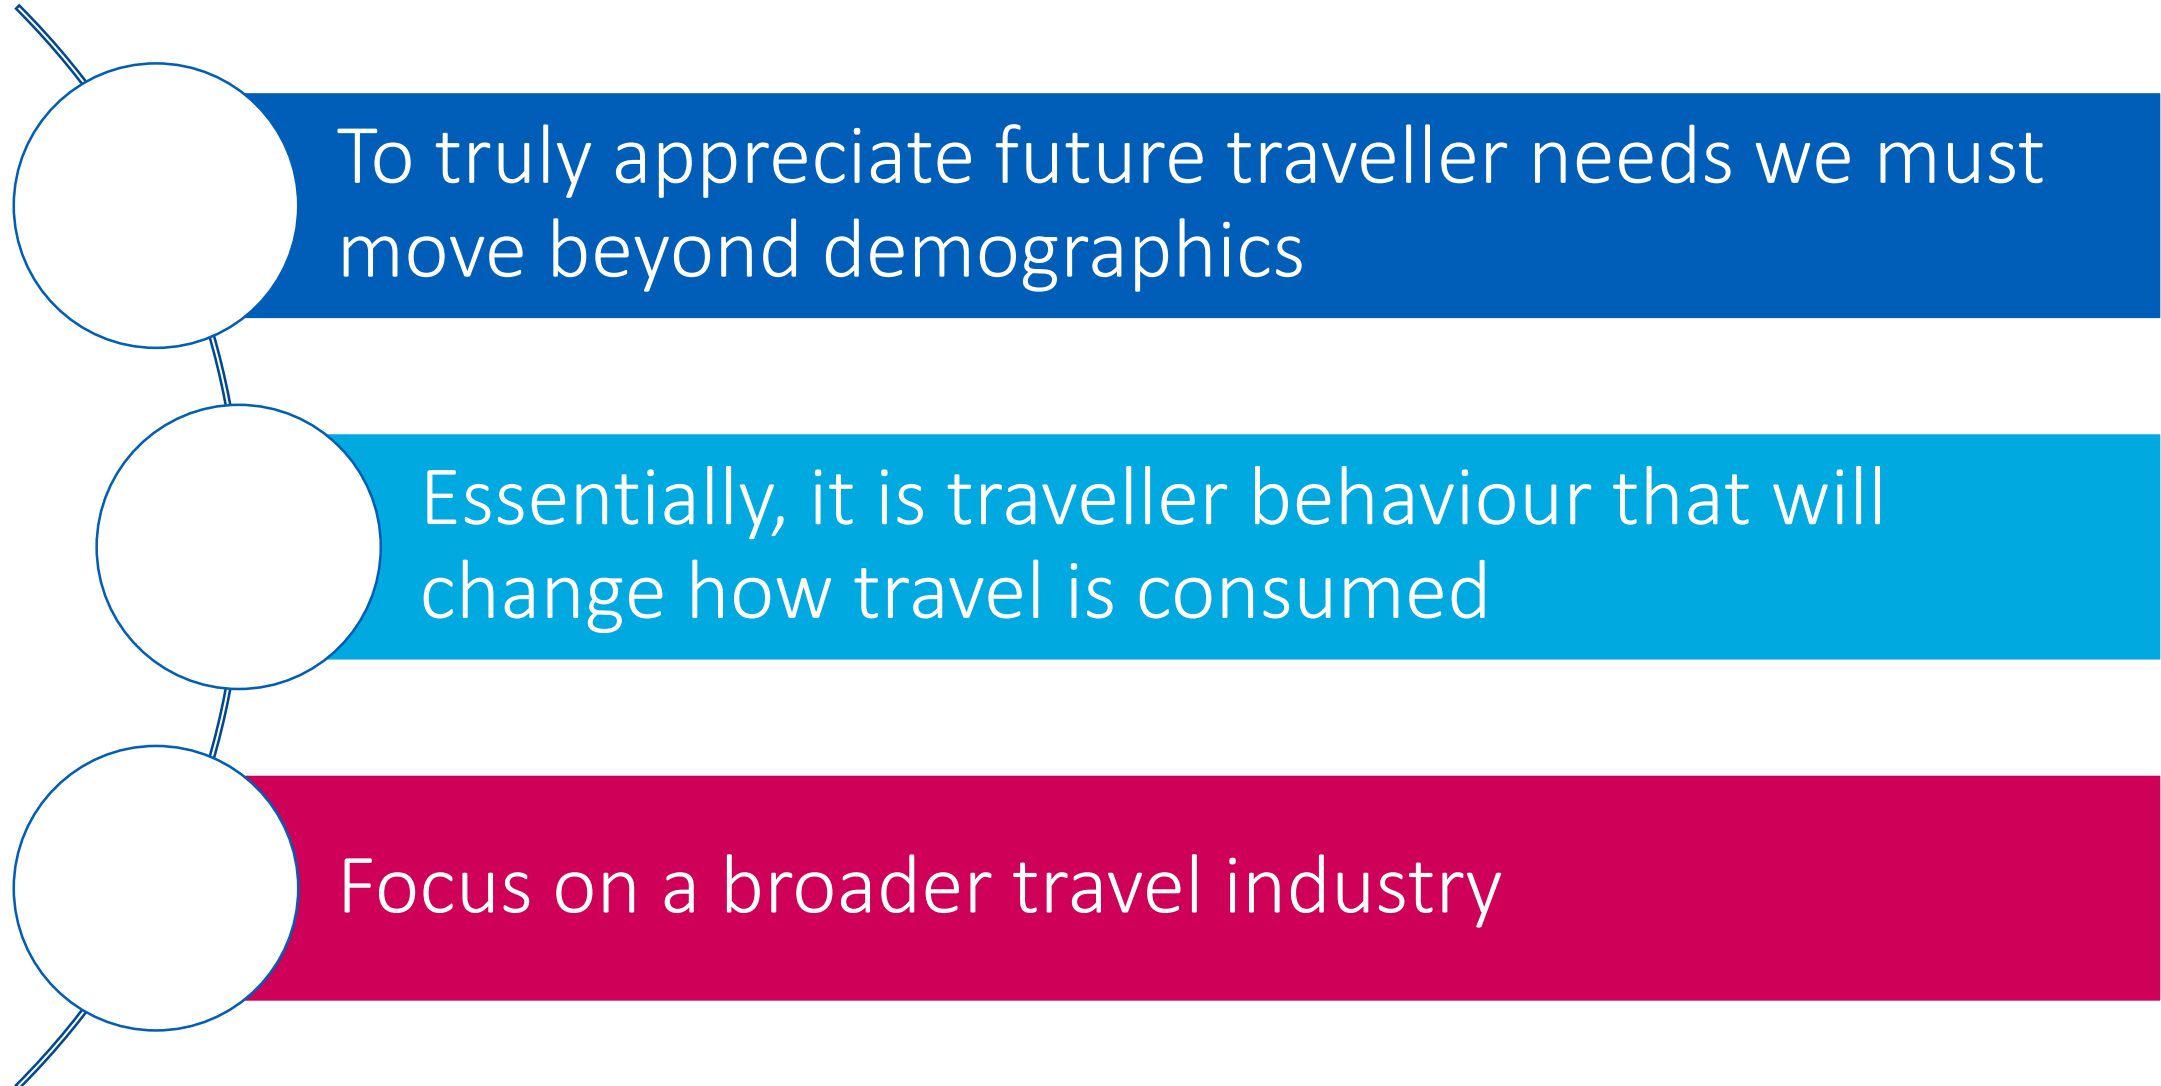 To truly appreciate future traveller needs we must
move beyond demographics
Essentially, it is traveller behaviour that will
change how travel is consumed
Focus on a broader travel industry